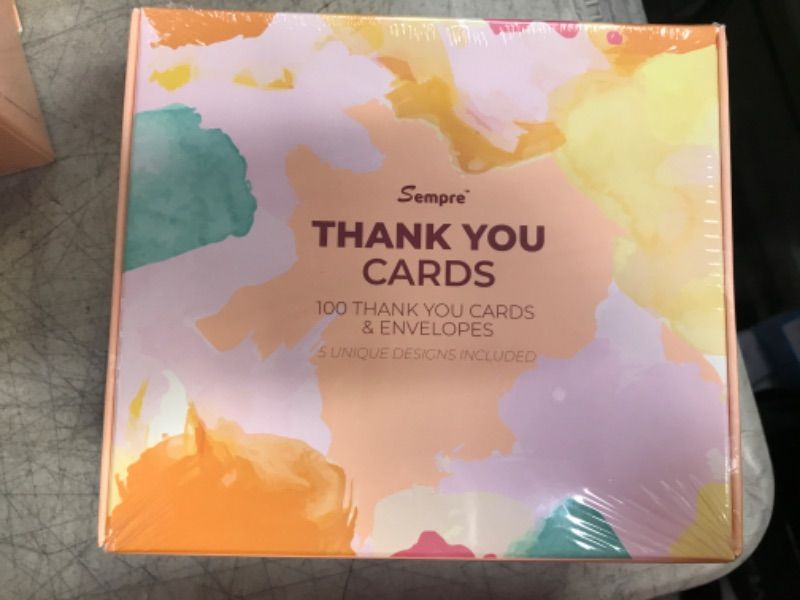 Sempre™
THANK YOU
CARDS
100 THANK YOU CARDS
& ENVELOPES
5 UNIQUE DESIGNS INCLUDED